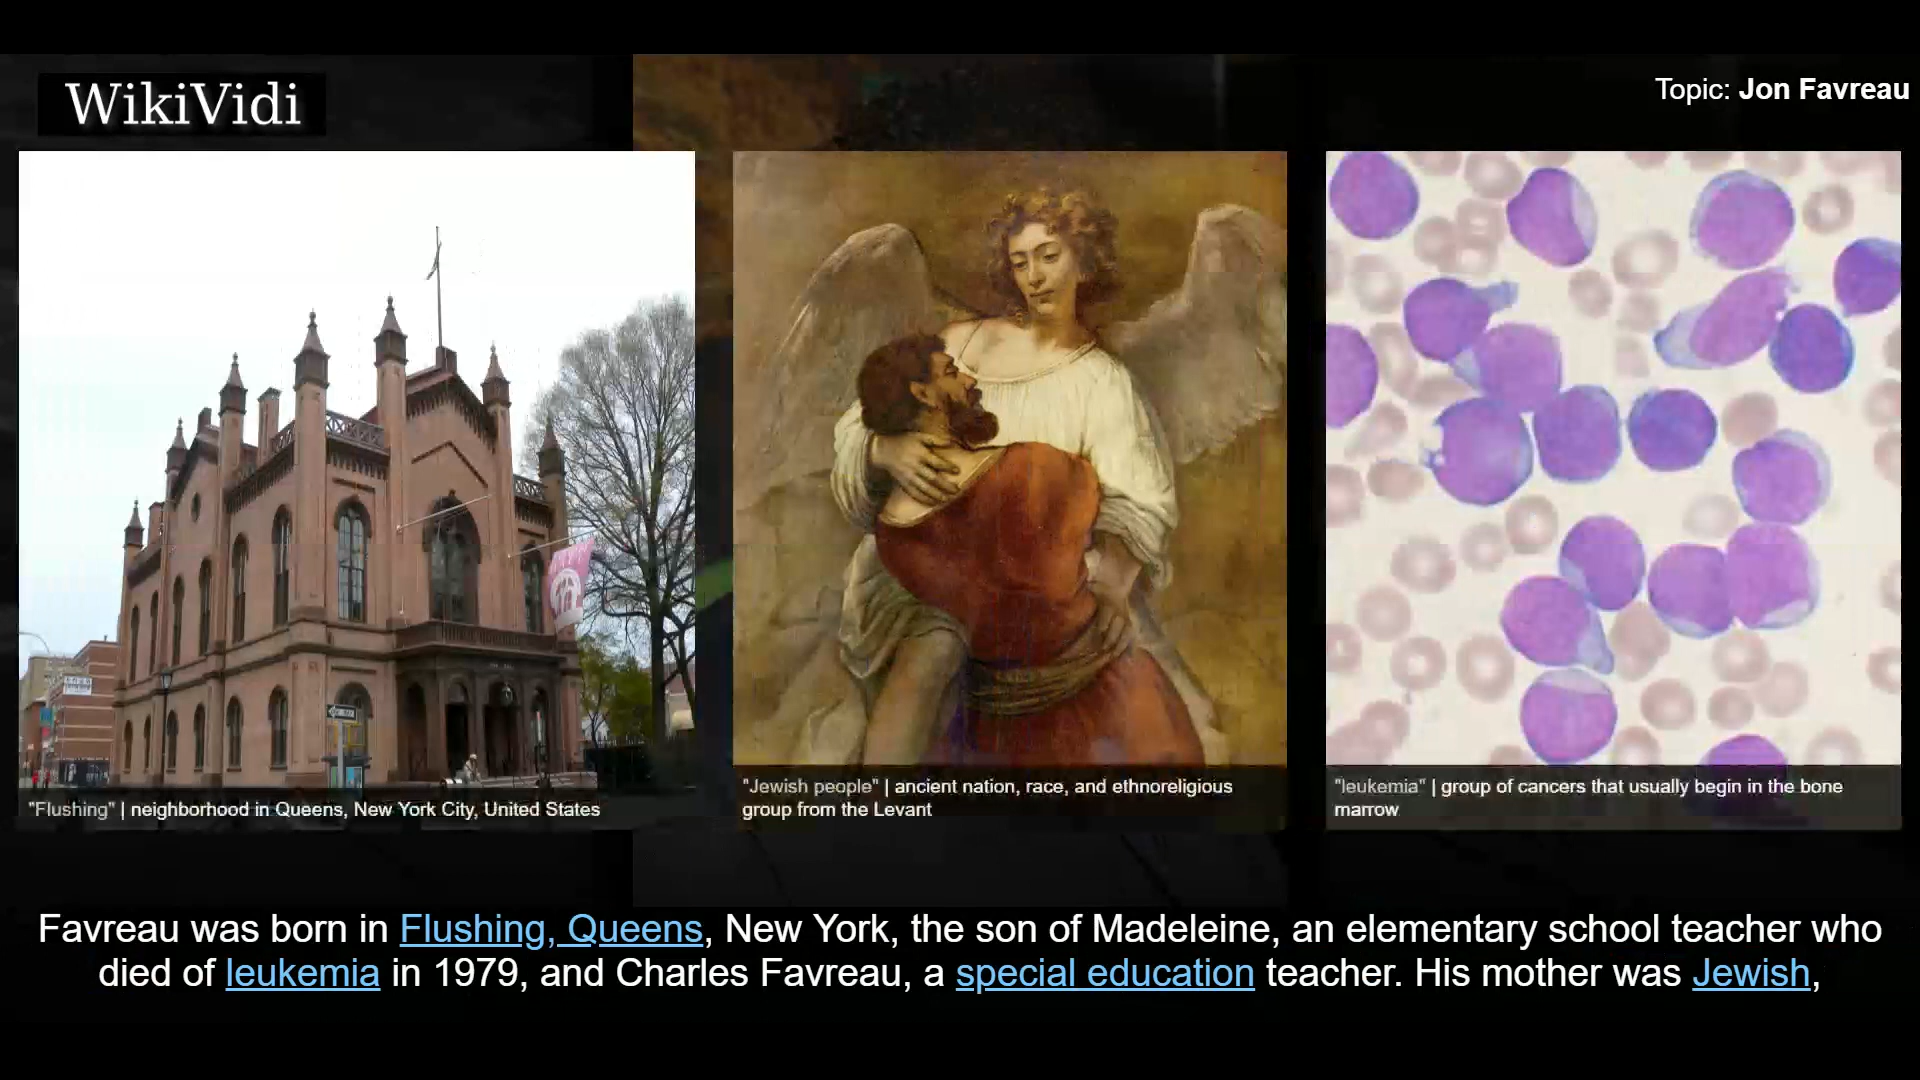 WikiVidi
Topic: Jon Favreau
"Flushing" | neighborhood in Queens, New York City, United States
"Jewish people" | ancient nation, race, and ethnoreligious
group from the Levant
"leukemia" | group of cancers that usually begin in the bone
marrow
Favreau was born in Flushing, Queens, New York, the son of Madeleine, an elementary school teacher who
died of leukemia in 1979, and Charles Favreau, a special education teacher. His mother was Jewish,